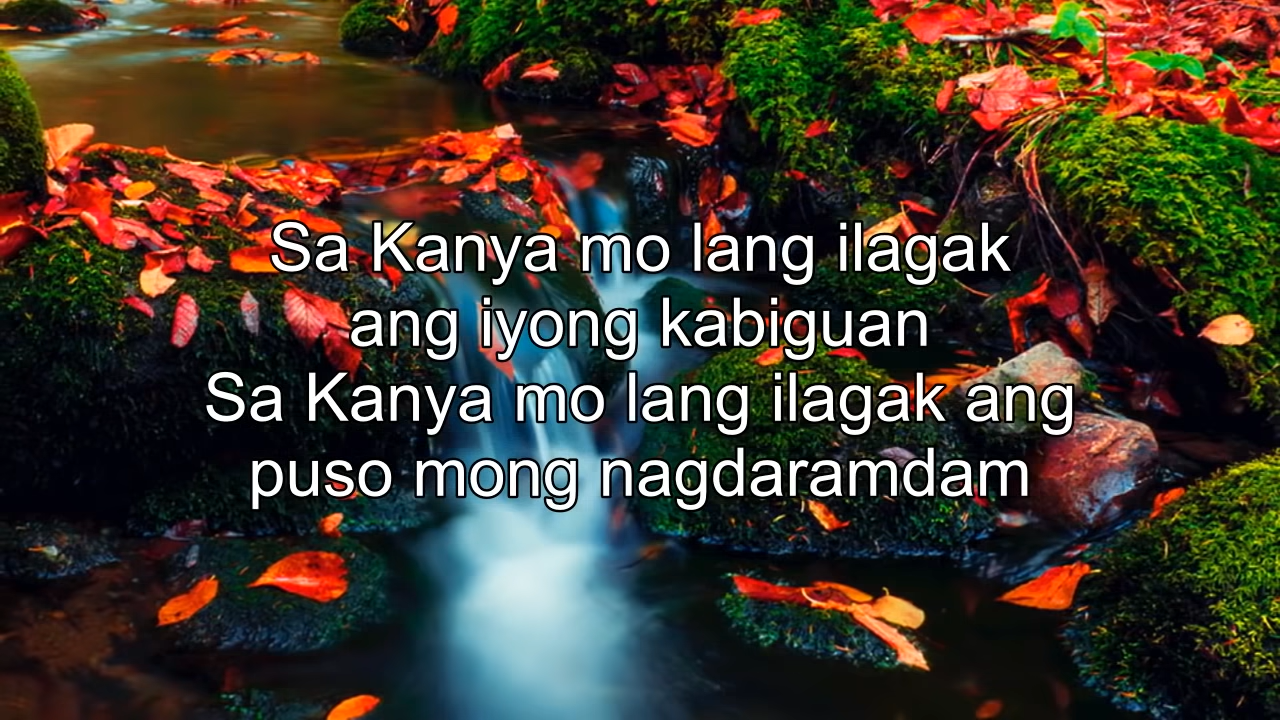 Sa Kanya mo lang ilagak
ang iyong kabiguan
Sa Kanya mo lang ilagak ang
puso mong nagdaramdam